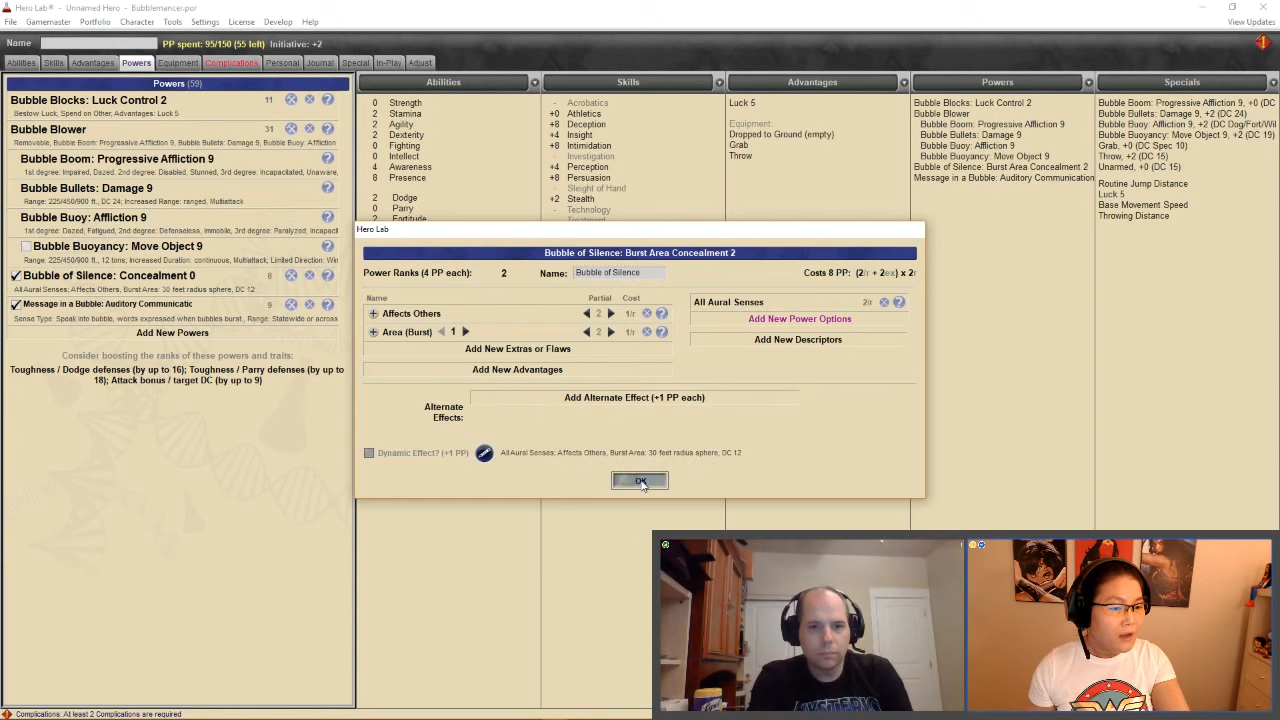 Hero Lab® - Unnamed Hero - Bubblemancer.por
File Gamemaster Portfolio Character Tools Settings License Develop Help
View Updates
Name PP spent: 95/150 (55 left) Initiative: +2
Abilities Skills Advantages Powers Equipment Complications Personal Journal Special In-Play Adjust
Powers (59)
Bubble Blocks: Luck Control 2 11
Bestow Luck, Spend on Other, Advantages: Luck 5
Bubble Blower 31
Removable, Bubble Boom: Progressive Affliction 9, Bubble Bullets: Damage 9, Bubble Buoy: Affliction
Bubble Boom: Progressive Affliction 9
1st degree: Impaired, Dazed, 2nd degree: Disabled, Stunned, 3rd degree: Incapacitated, Unaware,
Bubble Bullets: Damage 9
Range: 225/450/900 ft., DC 24; Increased Range: ranged, Multiattack
Bubble Buoy: Affliction 9
1st degree: Dazed, Fatigued, 2nd degree: Defenseless, Immobile, 3rd degree: Paralyzed, Incapacit
Bubble Buoyancy: Move Object 9
Range: 225/450/900 ft., 12 tons; Increased Duration: continuous, Multiattack; Limited Direction: Win
Bubble of Silence: Concealment 0 8
All Aural Senses; Affects Others, Burst Area: 30 feet radius sphere, DC 12
Message in a Bubble: Auditory Communicatic 9
Sense Type: Speak into bubble, words expressed when bubbles burst., Range: Statewide or across
Add New Powers
Consider boosting the ranks of these powers and traits:
Toughness / Dodge defenses (by up to 16); Toughness / Parry defenses (by up to
18); Attack bonus / target DC (by up to 9)
Abilities
0 Strength
2 Stamina
2 Agility
2 Dexterity
0 Fighting
0 Intellect
4 Awareness
8 Presence
2 Dodge
0 Parry
2 Fortitude
Skills
- Acrobatics
+0 Athletics
+8 Deception
+4 Insight
+8 Intimidation
- Investigation
+4 Perception
+8 Persuasion
- Sleight of Hand
+2 Stealth
- Technology
- Treatment
Advantages
Luck 5
Equipment:
Dropped to Ground (empty)
Grab
Throw
Powers
Bubble Blocks: Luck Control 2
Bubble Blower
Bubble Boom: Progressive Affliction 9
Bubble Bullets: Damage 9
Bubble Buoy: Affliction 9
Bubble Buoyancy: Move Object 9
Bubble of Silence: Burst Area Concealment 2
Message in a Bubble: Auditory Communication
Specials
Bubble Boom: Progressive Affliction 9, +0 (DC
Bubble Bullets: Damage 9, +2 (DC 24)
Bubble Buoy: Affliction 9, +2 (DC Dog/Fort/Wil
Bubble Buoyancy: Move Object 9, +2 (DC 19)
Grab, +0 (DC Spec 10)
Throw, +2 (DC 15)
Unarmed, +0 (DC 15)
Routine Jump Distance
Luck 5
Base Movement Speed
Throwing Distance
Hero Lab
Bubble of Silence: Burst Area Concealment 2
Power Ranks (4 PP each): 2 Name: Bubble of Silence Costs 8 PP: (2/r + 2ex) x 2r
Name Partial Cost
Affects Others 2 1/r
Area (Burst) 1 2 1/r
Add New Extras or Flaws
Add New Advantages
All Aural Senses 2/r
Add New Power Options
Add New Descriptors
Alternate
Effects:
Add Alternate Effect (+1 PP each)
Dynamic Effect? (+1 PP) All Aural Senses; Affects Others, Burst Area: 30 feet radius sphere, DC 12
OK
Complications: At least 2 Complications are required